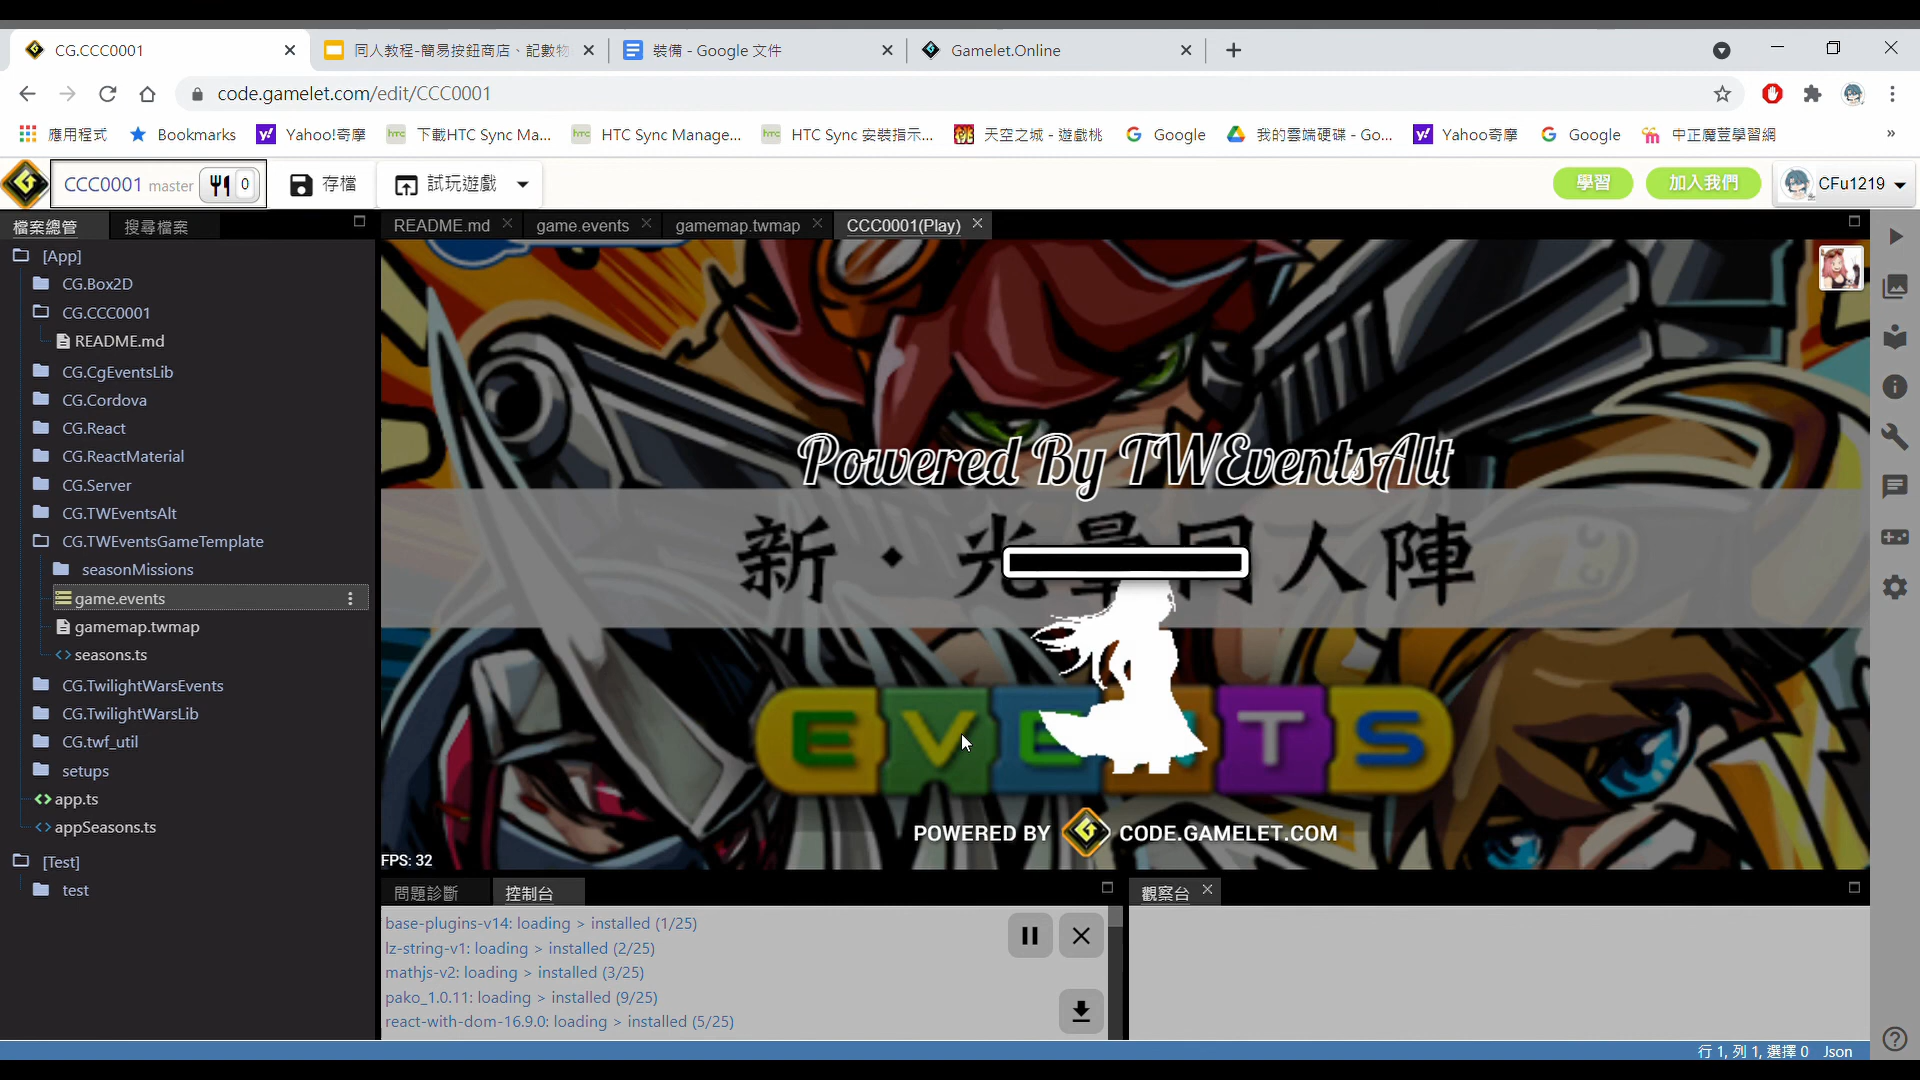 CG.CCC0001
同人教程-簡易按鈕商店、記數物
裝備 - Google 文件
Gamelet.Online
code.gamelet.com/edit/CCC0001
應用程式
Bookmarks
Yahoo!奇摩
下載HTC Sync Ma...
HTC Sync Manage...
HTC Sync 安裝指示...
天空之城 - 遊戲桃
Google
我的雲端硬碟 - Go...
Yahoo奇摩
Google
中正魔荳學習網
»
CCC0001 master
0
存檔
試玩遊戲
學習
加入我們
CFu1219
檔案總管
搜尋檔案
README.md
game.events
gamemap.twmap
CCC0001(Play)
[App]
CG.Box2D
CG.CCC0001
README.md
CG.CgEventsLib
CG.Cordova
CG.React
CG.ReactMaterial
CG.Server
CG.TWEventsAlt
CG.TWEventsGameTemplate
seasonMissions
game.events
gamemap.twmap
seasons.ts
CG.TwilightWarsEvents
CG.TwilightWarsLib
CG.twf_util
setups
app.ts
appSeasons.ts
[Test]
test
Powered By TWEventsAlt
新・光暈同人陣
EVENTS
POWERED BY CODE.GAMELET.COM
FPS: 32
問題診斷
控制台
觀察台
base-plugins-v14: loading > installed (1/25)
lz-string-v1: loading > installed (2/25)
mathjs-v2: loading > installed (3/25)
pako_1.0.11: loading > installed (9/25)
react-with-dom-16.9.0: loading > installed (5/25)
行 1, 列 1, 選擇 0
Json